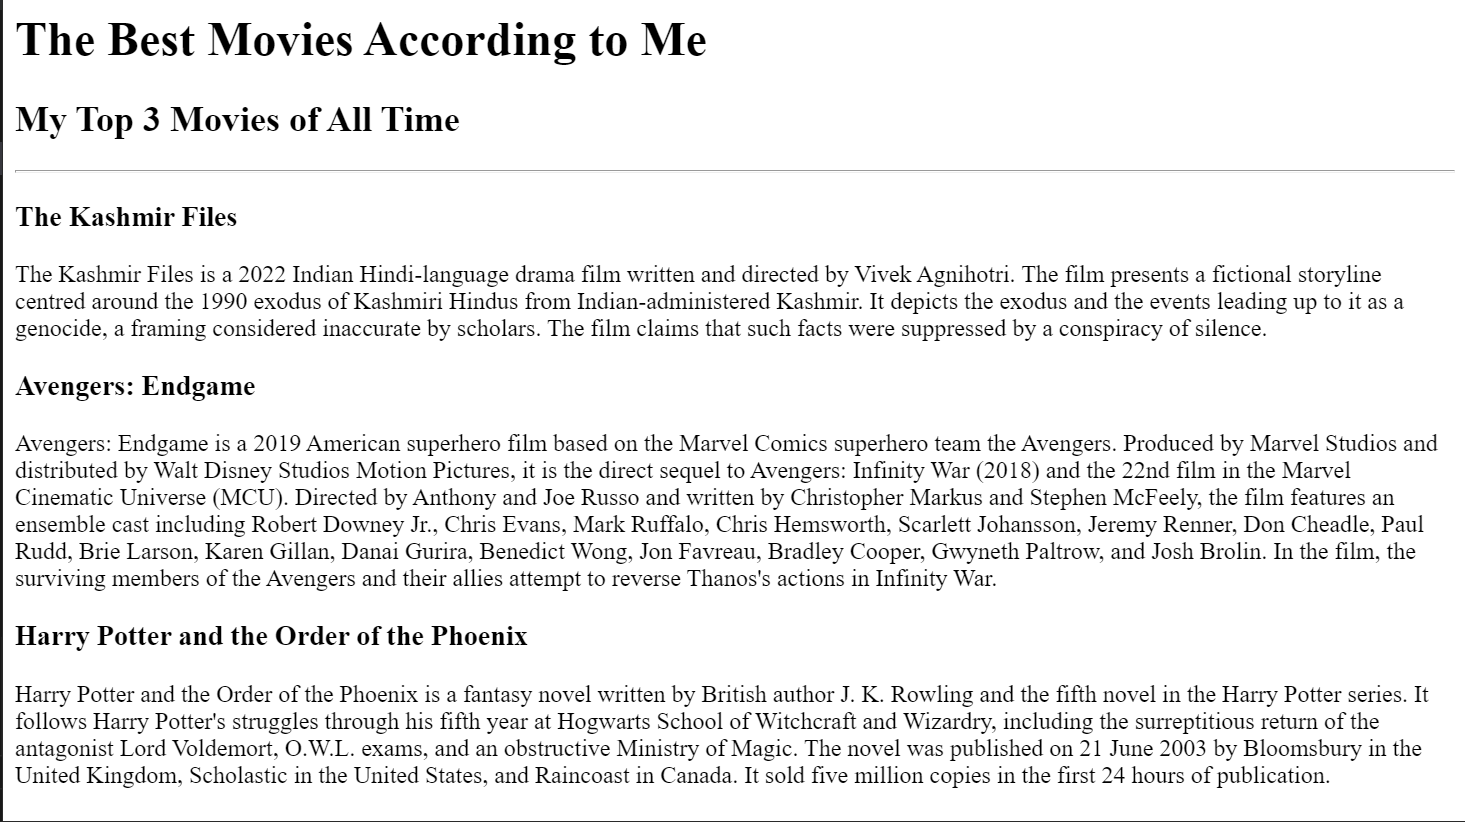 The Best Movies According to Me
My Top 3 Movies of All Time
The Kashmir Files
The Kashmir Files is a 2022 Indian Hindi-language drama film written and directed by Vivek Agnihotri. The film presents a fictional storyline
centred around the 1990 exodus of Kashmiri Hindus from Indian-administered Kashmir. It depicts the exodus and the events leading up to it as a
genocide, a framing considered inaccurate by scholars. The film claims that such facts were suppressed by a conspiracy of silence.
Avengers: Endgame
Avengers: Endgame is a 2019 American superhero film based on the Marvel Comics superhero team the Avengers. Produced by Marvel Studios and
distributed by Walt Disney Studios Motion Pictures, it is the direct sequel to Avengers: Infinity War (2018) and the 22nd film in the Marvel
Cinematic Universe (MCU). Directed by Anthony and Joe Russo and written by Christopher Markus and Stephen McFeely, the film features an
ensemble cast including Robert Downey Jr., Chris Evans, Mark Ruffalo, Chris Hemsworth, Scarlett Johansson, Jeremy Renner, Don Cheadle, Paul
Rudd, Brie Larson, Karen Gillan, Danai Gurira, Benedict Wong, Jon Favreau, Bradley Cooper, Gwyneth Paltrow, and Josh Brolin. In the film, the
surviving members of the Avengers and their allies attempt to reverse Thanos's actions in Infinity War.
Harry Potter and the Order of the Phoenix
Harry Potter and the Order of the Phoenix is a fantasy novel written by British author J. K. Rowling and the fifth novel in the Harry Potter series. It
follows Harry Potter's struggles through his fifth year at Hogwarts School of Witchcraft and Wizardry, including the surreptitious return of the
antagonist Lord Voldemort, O.W.L. exams, and an obstructive Ministry of Magic. The novel was published on 21 June 2003 by Bloomsbury in the
United Kingdom, Scholastic in the United States, and Raincoast in Canada. It sold five million copies in the first 24 hours of publication.